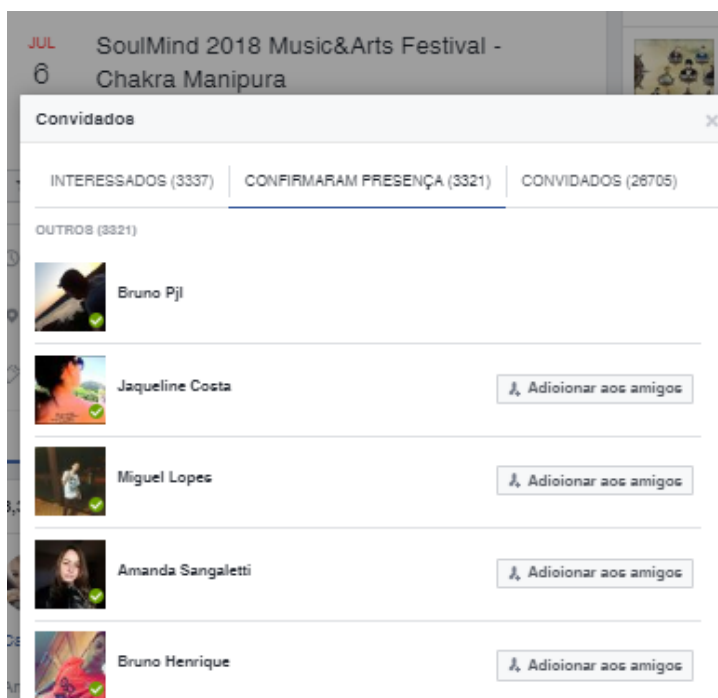 JUL
6
SoulMind 2018 Music&Arts Festival -
Chakra Manipura
Convidados
INTERESSADOS (3337)
CONFIRMARAM PRESENÇA (3321)
CONVIDADOS (26705)
OUTROS (3321)
Bruno Pjl
Jaqueline Costa
Adicionar aos amigos
Miguel Lopes
Adicionar aos amigos
Amanda Sangaletti
Adicionar aos amigos
Bruno Henrique
Adicionar aos amigos